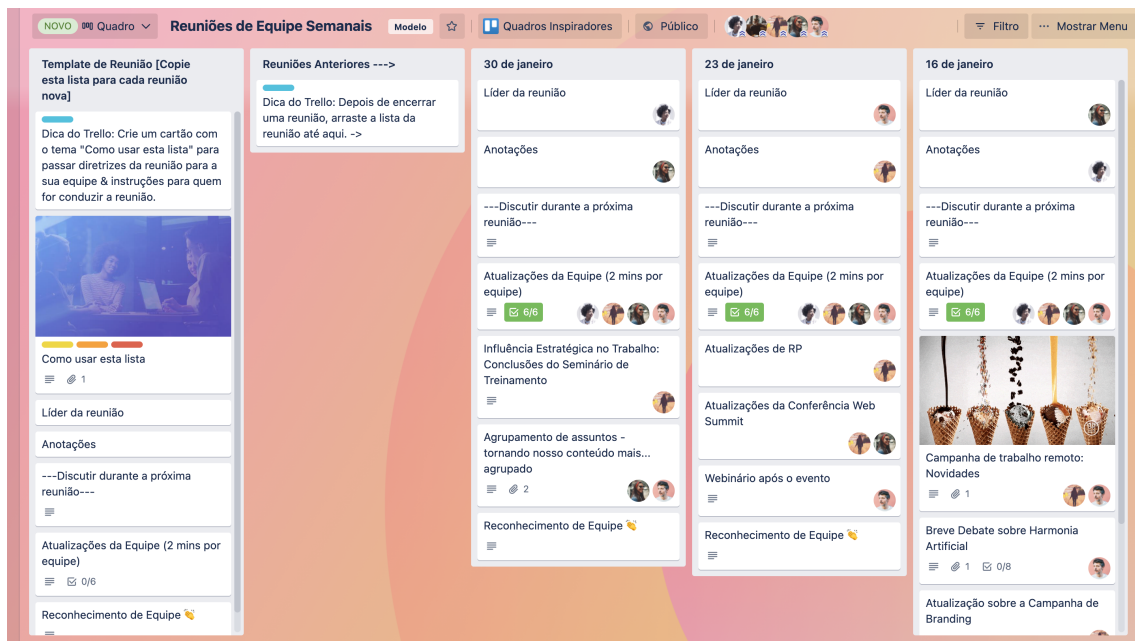 NOVO Quadro
Reuniões de Equipe Semanais
Modelo
Quadros Inspiradores
Público
Filtro
··· Mostrar Menu
Template de Reunião [Copie
esta lista para cada reunião
nova]
Dica do Trello: Crie um cartão com
o tema "Como usar esta lista" para
passar diretrizes da reunião para a
sua equipe & instruções para quem
for conduzir a reunião.
Como usar esta lista
1
Líder da reunião
Anotações
---Discutir durante a próxima
reunião---
Atualizações da Equipe (2 mins por
equipe)
0/6
Reconhecimento de Equipe 👏
Reuniões Anteriores --->
Dica do Trello: Depois de encerrar
uma reunião, arraste a lista da
reunião até aqui. ->
30 de janeiro
Líder da reunião
Anotações
---Discutir durante a próxima
reunião---
Atualizações da Equipe (2 mins por
equipe)
6/6
Influência Estratégica no Trabalho:
Conclusões do Seminário de
Treinamento
Agrupamento de assuntos -
tornando nosso conteúdo mais...
agrupado
2
Reconhecimento de Equipe 👏
23 de janeiro
Líder da reunião
Anotações
---Discutir durante a próxima
reunião---
Atualizações da Equipe (2 mins por
equipe)
6/6
Atualizações de RP
Atualizações da Conferência Web
Summit
Webinário após o evento
Reconhecimento de Equipe 👏
16 de janeiro
Líder da reunião
Anotações
---Discutir durante a próxima
reunião---
Atualizações da Equipe (2 mins por
equipe)
6/6
Campanha de trabalho remoto:
Novidades
1
Breve Debate sobre Harmonia
Artificial
1 0/8
Atualização sobre a Campanha de
Branding